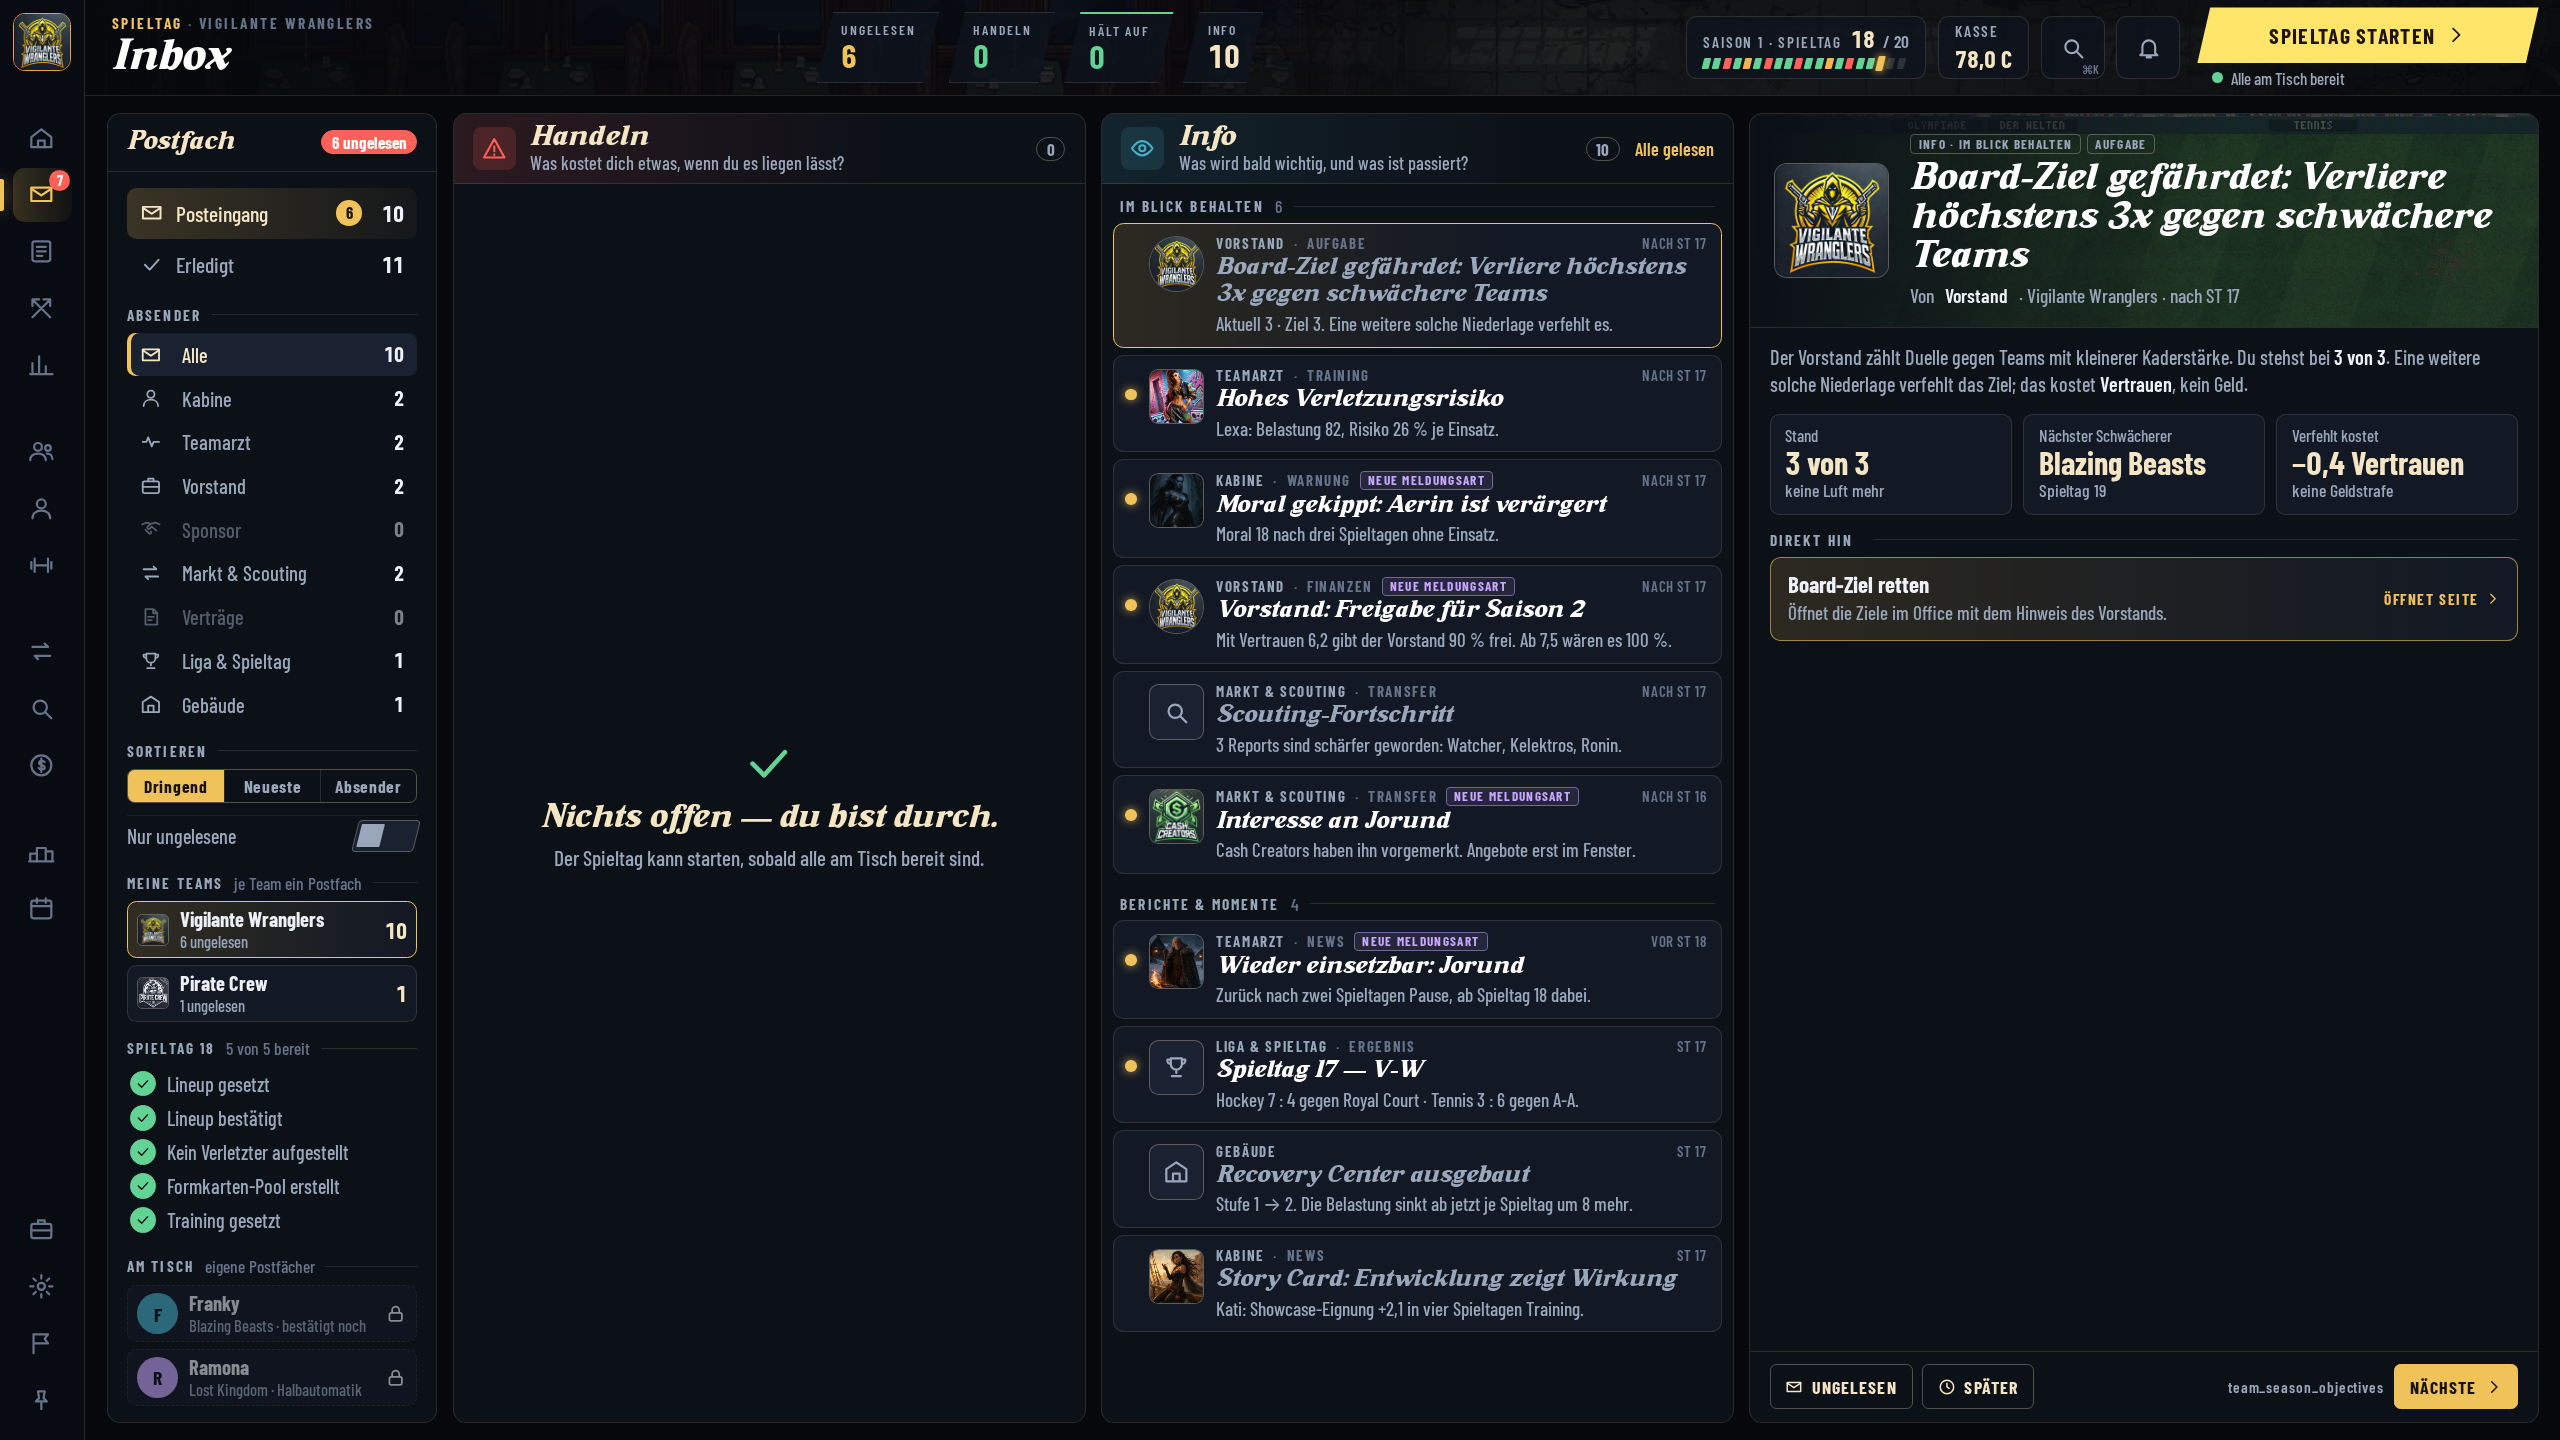 SPIELTAG · VIGILANTE WRANGLERS
Inbox
UNGELESEN
6
HANDELN
0
HÄLT AUF
0
INFO
10
SAISON 1 · SPIELTAG 18 / 20
KASSE
78,0 C
⌘K
SPIELTAG STARTEN
Alle am Tisch bereit
7
Postfach
6 ungelesen
Posteingang 6 10
Erledigt 11
ABSENDER
Alle 10
Kabine 2
Teamarzt 2
Vorstand 2
Sponsor 0
Markt & Scouting 2
Verträge 0
Liga & Spieltag 1
Gebäude 1
SORTIEREN
Dringend Neueste Absender
Nur ungelesene
MEINE TEAMS je Team ein Postfach
Vigilante Wranglers
6 ungelesen
10
Pirate Crew
1 ungelesen
1
SPIELTAG 18 5 von 5 bereit
Lineup gesetzt
Lineup bestätigt
Kein Verletzter aufgestellt
Formkarten-Pool erstellt
Training gesetzt
AM TISCH eigene Postfächer
F
Franky
Blazing Beasts · bestätigt noch
R
Ramona
Lost Kingdom · Halbautomatik
Handeln
Was kostet dich etwas, wenn du es liegen lässt?
0
Nichts offen — du bist durch.
Der Spieltag kann starten, sobald alle am Tisch bereit sind.
Info
Was wird bald wichtig, und was ist passiert?
10
Alle gelesen
IM BLICK BEHALTEN 6
VORSTAND · AUFGABE NACH ST 17
Board-Ziel gefährdet: Verliere höchstens
3x gegen schwächere Teams
Aktuell 3 · Ziel 3. Eine weitere solche Niederlage verfehlt es.
TEAMARZT · TRAINING NACH ST 17
Hohes Verletzungsrisiko
Lexa: Belastung 82, Risiko 26 % je Einsatz.
KABINE · WARNUNG NEUE MELDUNGSART NACH ST 17
Moral gekippt: Aerin ist verärgert
Moral 18 nach drei Spieltagen ohne Einsatz.
VORSTAND · FINANZEN NEUE MELDUNGSART NACH ST 17
Vorstand: Freigabe für Saison 2
Mit Vertrauen 6,2 gibt der Vorstand 90 % frei. Ab 7,5 wären es 100 %.
MARKT & SCOUTING · TRANSFER NACH ST 17
Scouting-Fortschritt
3 Reports sind schärfer geworden: Watcher, Kelektros, Ronin.
MARKT & SCOUTING · TRANSFER NEUE MELDUNGSART NACH ST 16
Interesse an Jorund
Cash Creators haben ihn vorgemerkt. Angebote erst im Fenster.
BERICHTE & MOMENTE 4
TEAMARZT · NEWS NEUE MELDUNGSART VOR ST 18
Wieder einsetzbar: Jorund
Zurück nach zwei Spieltagen Pause, ab Spieltag 18 dabei.
LIGA & SPIELTAG · ERGEBNIS ST 17
Spieltag 17 — V-W
Hockey 7 : 4 gegen Royal Court · Tennis 3 : 6 gegen A-A.
GEBÄUDE ST 17
Recovery Center ausgebaut
Stufe 1 → 2. Die Belastung sinkt ab jetzt je Spieltag um 8 mehr.
KABINE · NEWS ST 17
Story Card: Entwicklung zeigt Wirkung
Kati: Showcase-Eignung +2,1 in vier Spieltagen Training.
OLYMPIADE DER WELTEN TENNIS
INFO · IM BLICK BEHALTEN AUFGABE
VIGILANTE
WRANGLERS
Board-Ziel gefährdet: Verliere
höchstens 3x gegen schwächere
Teams
Von Vorstand · Vigilante Wranglers · nach ST 17
Der Vorstand zählt Duelle gegen Teams mit kleinerer Kaderstärke. Du stehst bei 3 von 3. Eine weitere
solche Niederlage verfehlt das Ziel; das kostet Vertrauen, kein Geld.
Stand
3 von 3
keine Luft mehr
Nächster Schwächerer
Blazing Beasts
Spieltag 19
Verfehlt kostet
−0,4 Vertrauen
keine Geldstrafe
DIREKT HIN
Board-Ziel retten
Öffnet die Ziele im Office mit dem Hinweis des Vorstands.
ÖFFNET SEITE
UNGELESEN
SPÄTER
team_season_objectives
NÄCHSTE